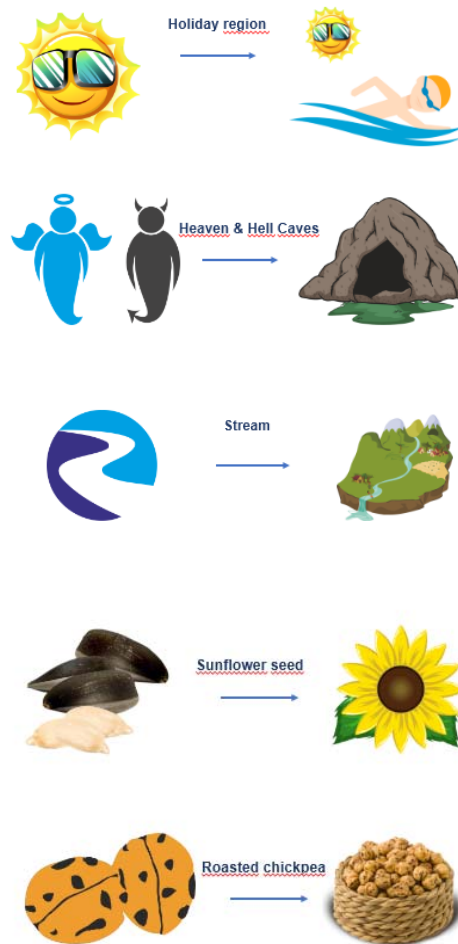 Holiday region
Heaven & Hell Caves
Stream
Sunflower seed
Roasted chickpea